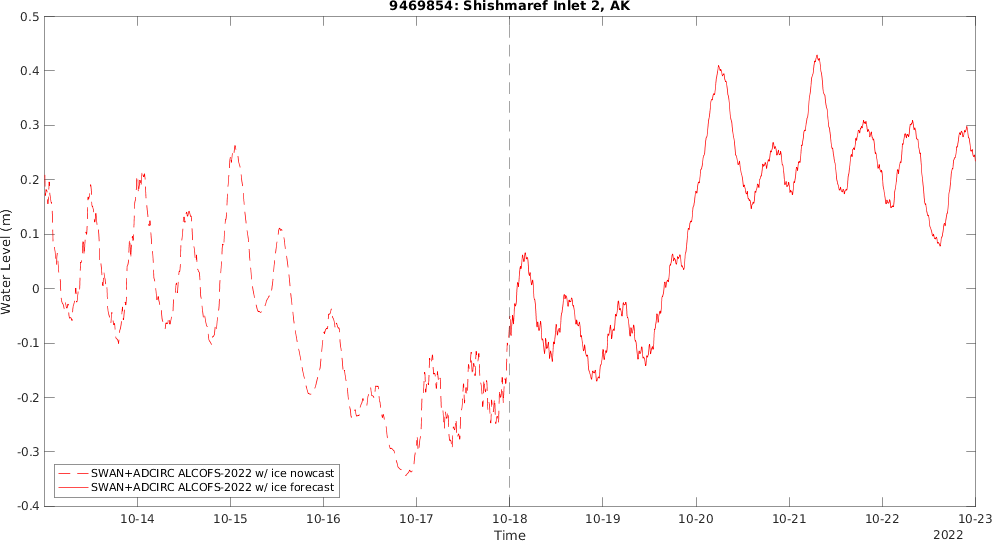 9469854: Shishmaref Inlet 2, AK
0.5
0.4
0.3
0.2
0.1
0
-0.1
-0.2
-0.3
-0.4
Water Level (m)
SWAN+ADCIRC ALCOFS-2022 w/ ice nowcast
SWAN+ADCIRC ALCOFS-2022 w/ ice forecast
10-14 10-15 10-16 10-17 10-18 10-19 10-20 10-21 10-22 10-23
Time
2022